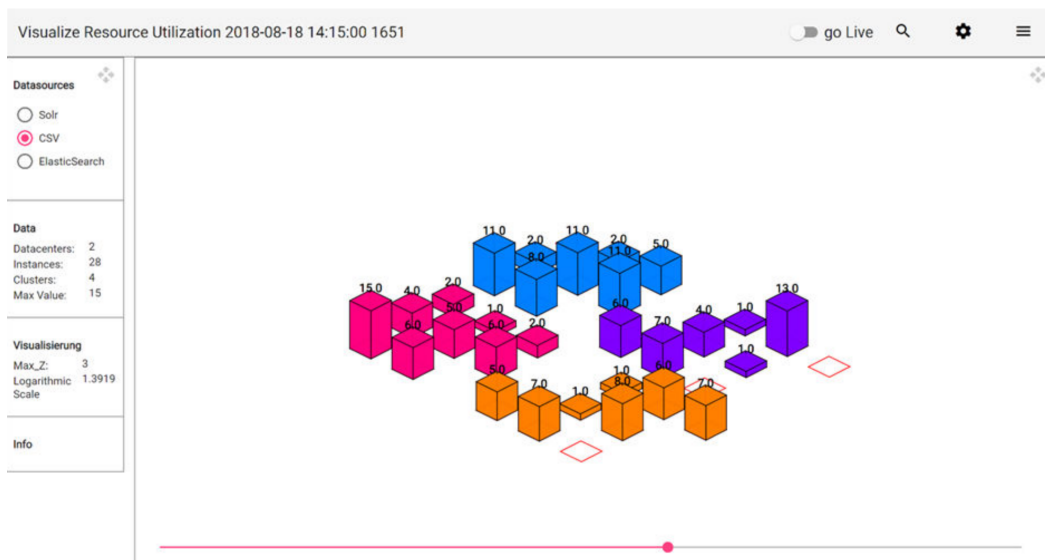 Visualize Resource Utilization 2018-08-18 14:15:00 1651
go Live
Datasources
Solr
CSV
ElasticSearch
Data
Datacenters: 2
Instances: 28
Clusters: 4
Max Value: 15
Visualisierung
Max_Z: 3
Logarithmic 1.3919
Scale
Info
11.0 2.0 11.0 2.0 5.0
8.0 11.0
15.0 4.0 2.0
5.0 1.0
6.0 6.0 2.0
6.0 7.0 4.0 1.0 13.0
1.0
5.0 7.0 1.0 1.0 8.0 6.0 7.0